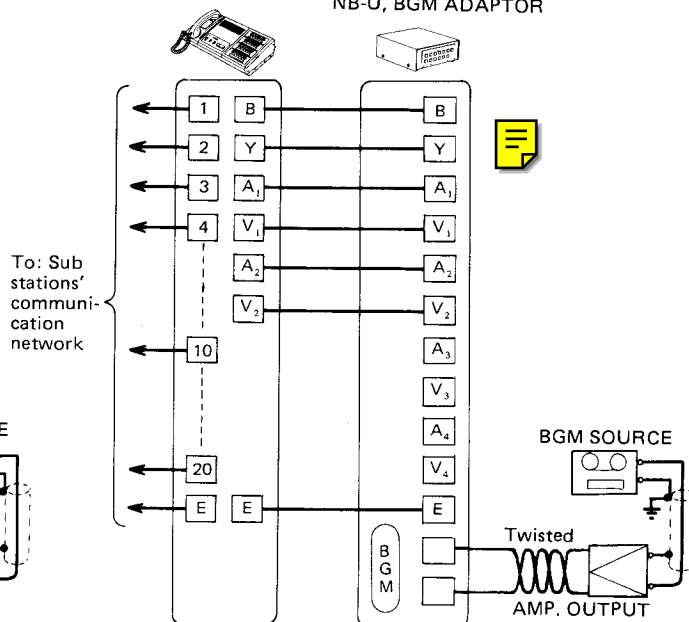 NB-U, BGM ADAPTOR
1 B B
2 Y Y
3 A₁ A₁
4 V₁ V₁
A₂ A₂
V₂ V₂
10 A₃
V₃
A₄
20 V₄
E E E
To: Sub
stations'
communi-
cation
network
E
BGM
BGM SOURCE
Twisted
AMP. OUTPUT